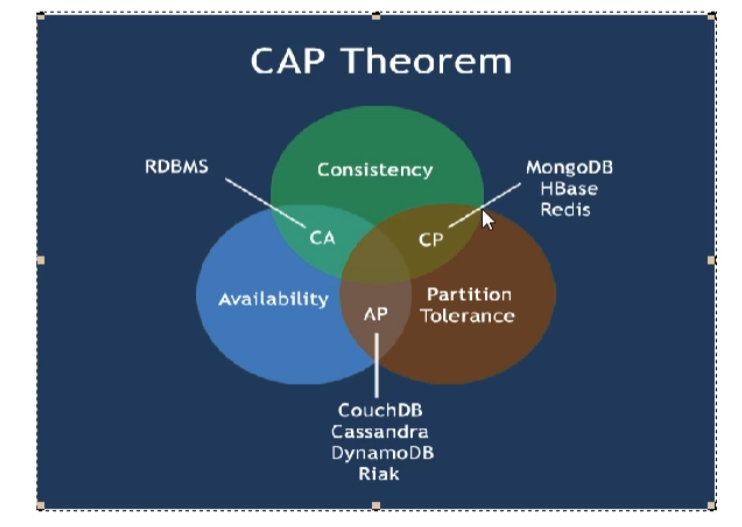 CAP Theorem
RDBMS
Consistency
MongoDB
HBase
Redis
CA
CP
Availability
Partition
Tolerance
AP
CouchDB
Cassandra
DynamoDB
Riak